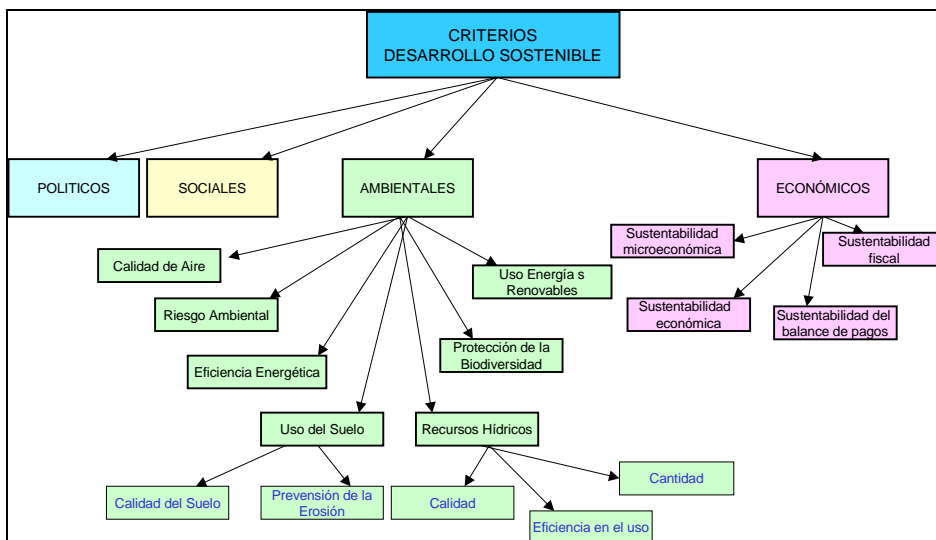 CRITERIOS
DESARROLLO SOSTENIBLE
POLITICOS
SOCIALES
AMBIENTALES
ECONÓMICOS
Sustentabilidad
microeconómica
Sustentabilidad
fiscal
Calidad de Aire
Uso Energía s
Renovables
Riesgo Ambiental
Sustentabilidad
económica
Sustentabilidad del
balance de pagos
Protección de la
Biodiversidad
Eficiencia Energética
Uso del Suelo
Recursos Hídricos
Cantidad
Calidad del Suelo
Prevensión de la
Erosión
Calidad
Eficiencia en el uso